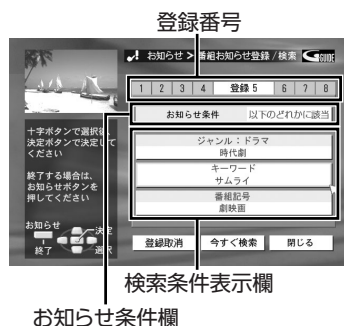 登録番号
お知らせ > 番組お知らせ登録/検索 GGUIDE
1 2 3 4 登録 5 6 7 8
お知らせ条件 以下のどれかに該当
十字ボタンで選択後、
決定ボタンで決定して
ください
終了する場合は、
お知らせボタンを
押してください
ジャンル:ドラマ
時代劇
キーワード
サムライ
番組記号
劇映画
お知らせ
決定
終了
選択
登録取消 今すぐ検索 閉じる
検索条件表示欄
お知らせ条件欄